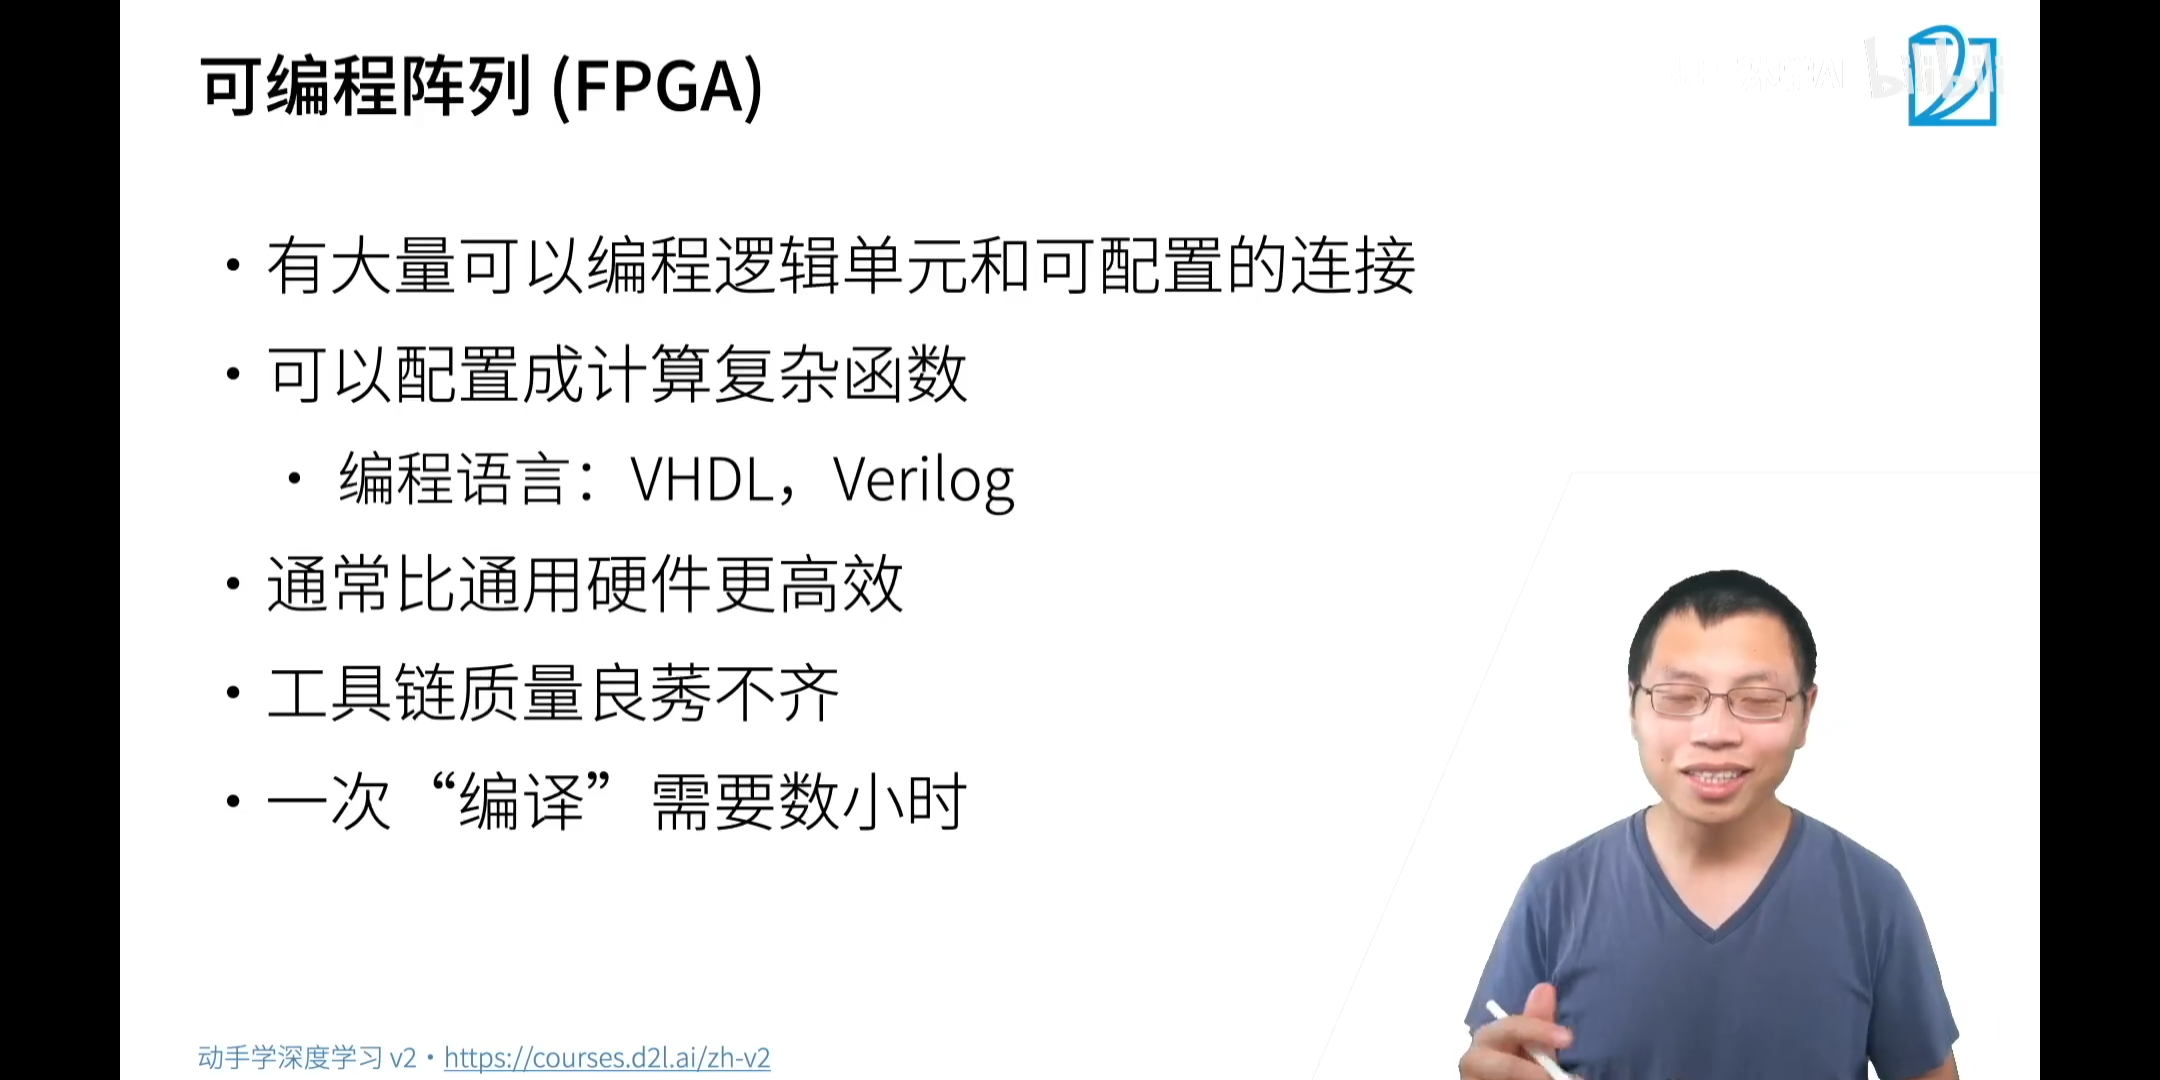 可编程阵列 (FPGA)
• 有大量可以编程逻辑单元和可配置的连接
• 可以配置成计算复杂函数
• 编程语言：VHDL，Verilog
• 通常比通用硬件更高效
• 工具链质量良莠不齐
• 一次“编译”需要数小时
动手学深度学习 v2 • https://courses.d2l.ai/zh-v2
bilibili